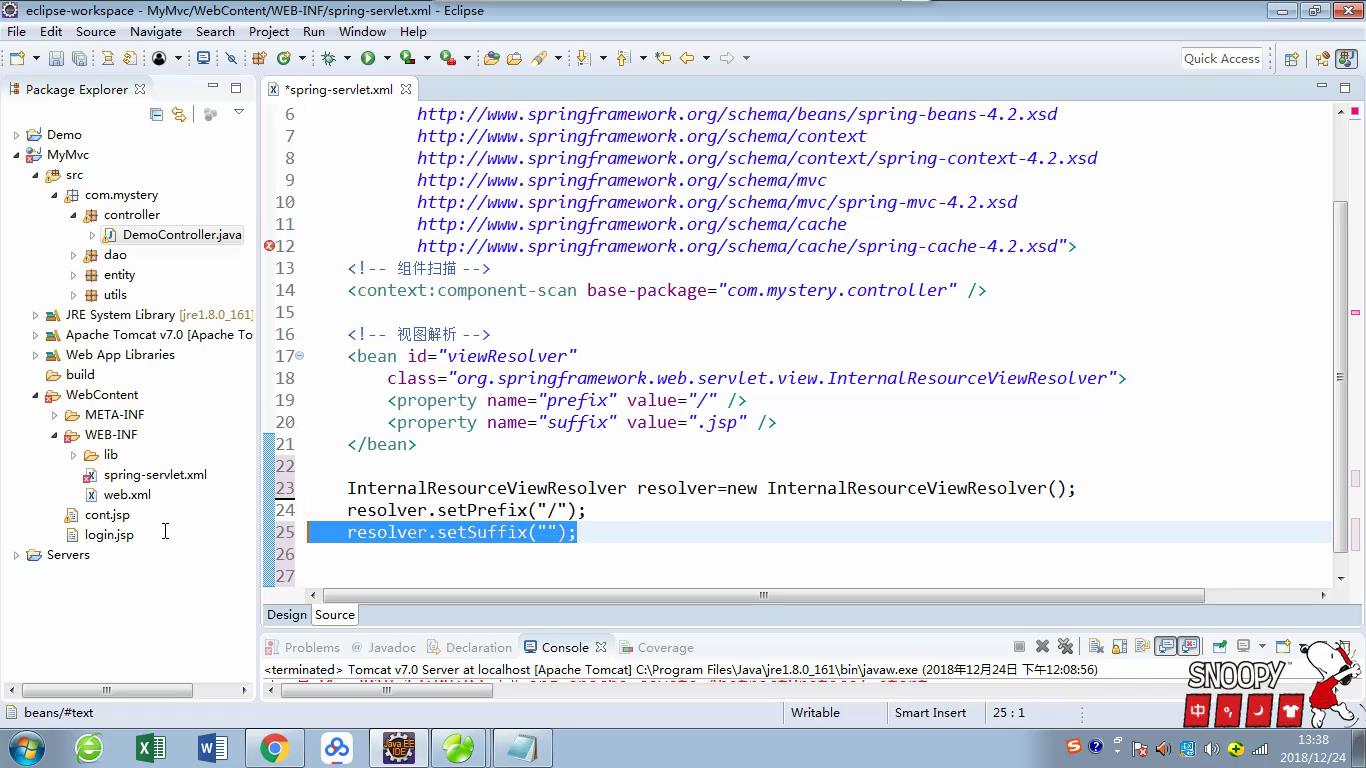 eclipse-workspace - MyMvc/WebContent/WEB-INF/spring-servlet.xml - Eclipse
File Edit Source Navigate Search Project Run Window Help
Quick Access
Package Explorer
*spring-servlet.xml
Demo
MyMvc
src
com.mystery
controller
DemoController.java
dao
entity
utils
JRE System Library [jre1.8.0_161]
Apache Tomcat v7.0 [Apache To
Web App Libraries
build
WebContent
META-INF
WEB-INF
lib
spring-servlet.xml
web.xml
cont.jsp
login.jsp
Servers
6 http://www.springframework.org/schema/beans/spring-beans-4.2.xsd
7 http://www.springframework.org/schema/context
8 http://www.springframework.org/schema/context/spring-context-4.2.xsd
9 http://www.springframework.org/schema/mvc
10 http://www.springframework.org/schema/mvc/spring-mvc-4.2.xsd
11 http://www.springframework.org/schema/cache
12 http://www.springframework.org/schema/cache/spring-cache-4.2.xsd">
13 <!-- 组件扫描 -->
14 <context:component-scan base-package="com.mystery.controller" />
15
16 <!-- 视图解析 -->
17 <bean id="viewResolver"
18 class="org.springframework.web.servlet.view.InternalResourceViewResolver">
19 <property name="prefix" value="/" />
20 <property name="suffix" value=".jsp" />
21 </bean>
22
23 InternalResourceViewResolver resolver=new InternalResourceViewResolver();
24 resolver.setPrefix("/");
25 resolver.setSuffix("");
26
27
Design Source
Problems @ Javadoc Declaration Console Coverage
<terminated> Tomcat v7.0 Server at localhost [Apache Tomcat] C:\Program Files\Java\jre1.8.0_161\bin\javaw.exe (2018年12月24日 下午12:08:56)
SNOOPY
中
beans/#text
Writable
Smart Insert
25 : 1
Java EE
IDE
13:38
2018/12/24